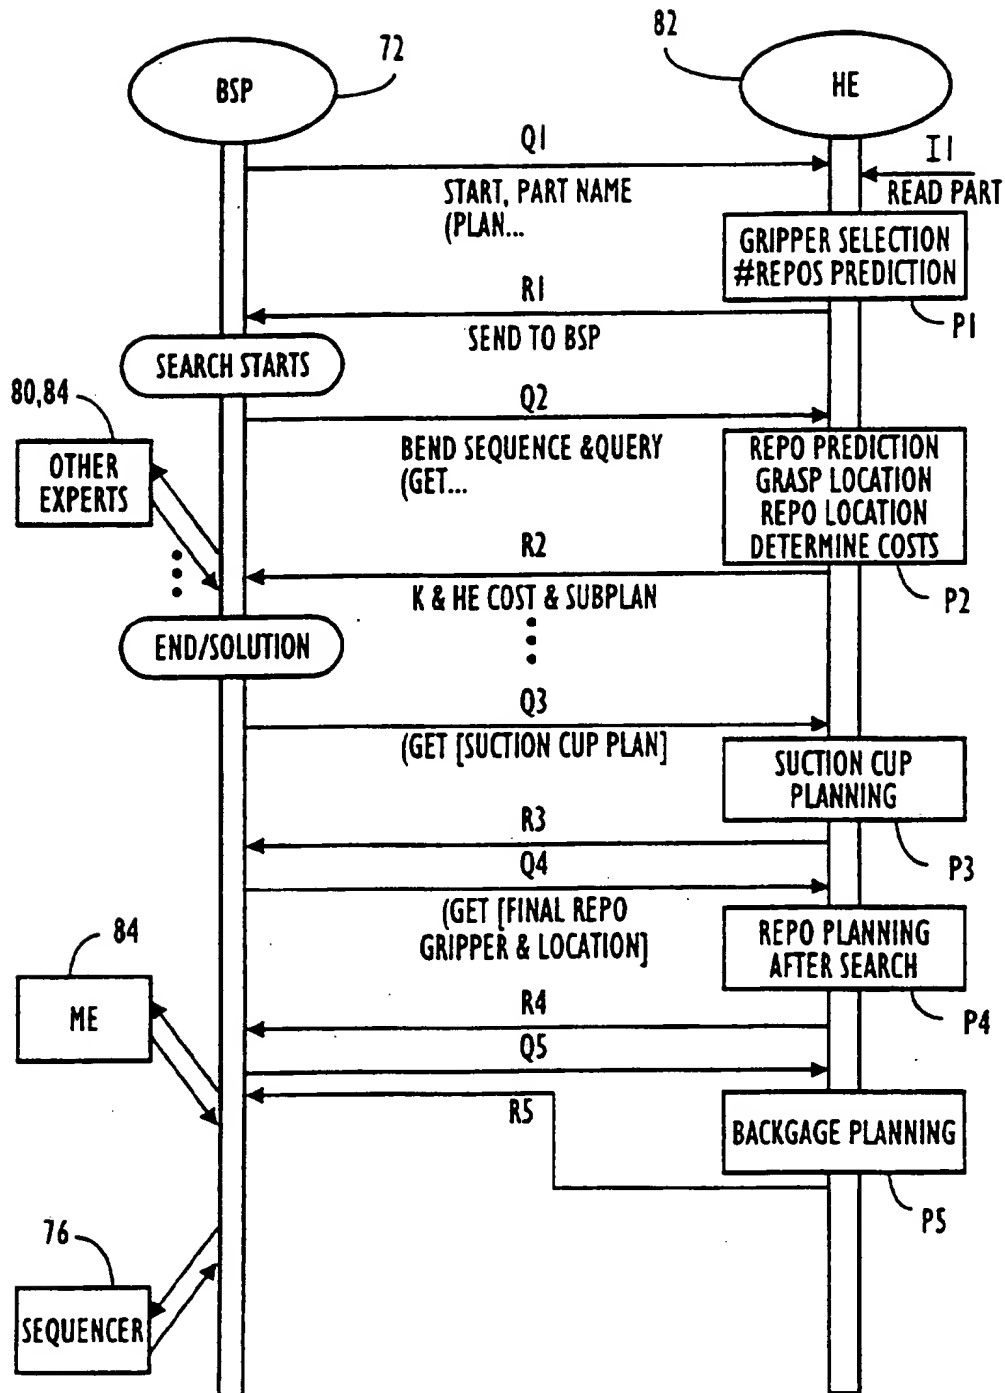 72
82
BSP
HE
Q1
I1
START, PART NAME
(PLAN...
READ PART
GRIPPER SELECTION
#REPOS PREDICTION
R1
P1
SEND TO BSP
SEARCH STARTS
80,84
Q2
OTHER
EXPERTS
BEND SEQUENCE &QUERY
(GET...
REPO PREDICTION
GRASP LOCATION
REPO LOCATION
DETERMINE COSTS
R2
P2
K & HE COST & SUBPLAN
END/SOLUTION
Q3
(GET [SUCTION CUP PLAN]
SUCTION CUP
PLANNING
R3
P3
Q4
(GET [FINAL REPO
GRIPPER & LOCATION]
REPO PLANNING
AFTER SEARCH
84
ME
R4
P4
Q5
R5
BACKGAGE PLANNING
P5
76
SEQUENCER